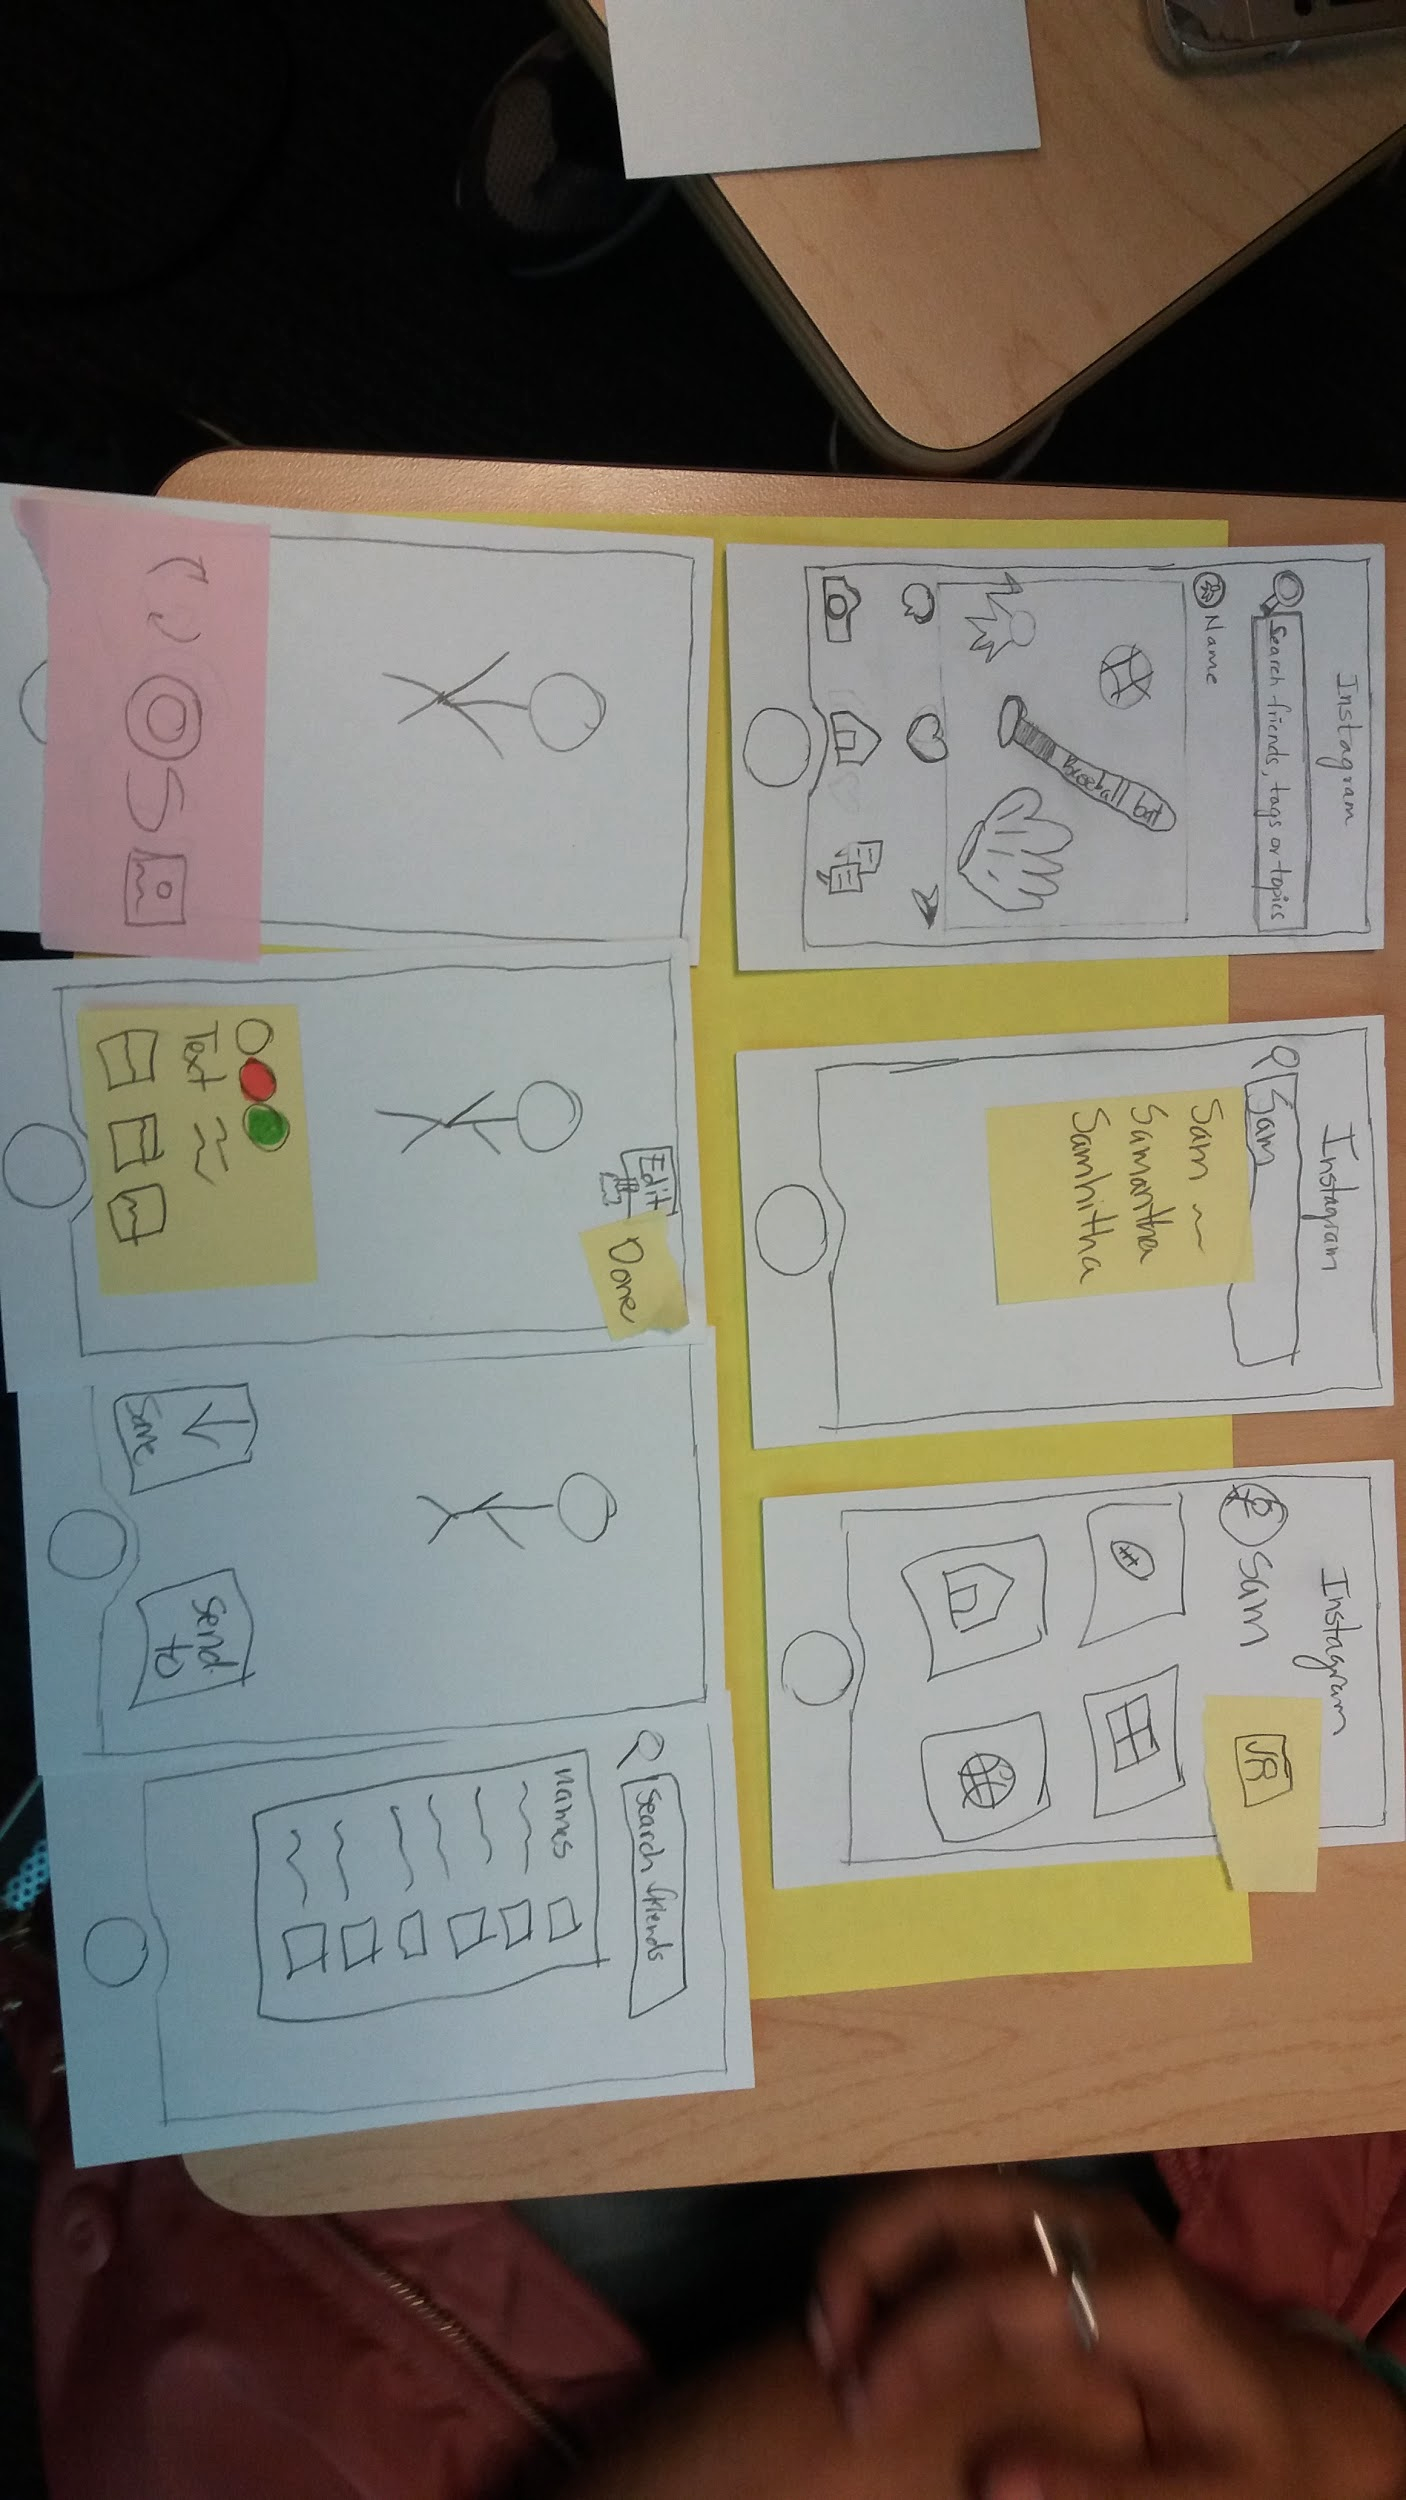 Instagram
Search friends, tags or topics
Name
Baseball bat
Instagram
Sam
Sam
Samantha
Samhitha
Instagram
Sam
Edit
Done
Text
Save
Send
to
Search friends
names